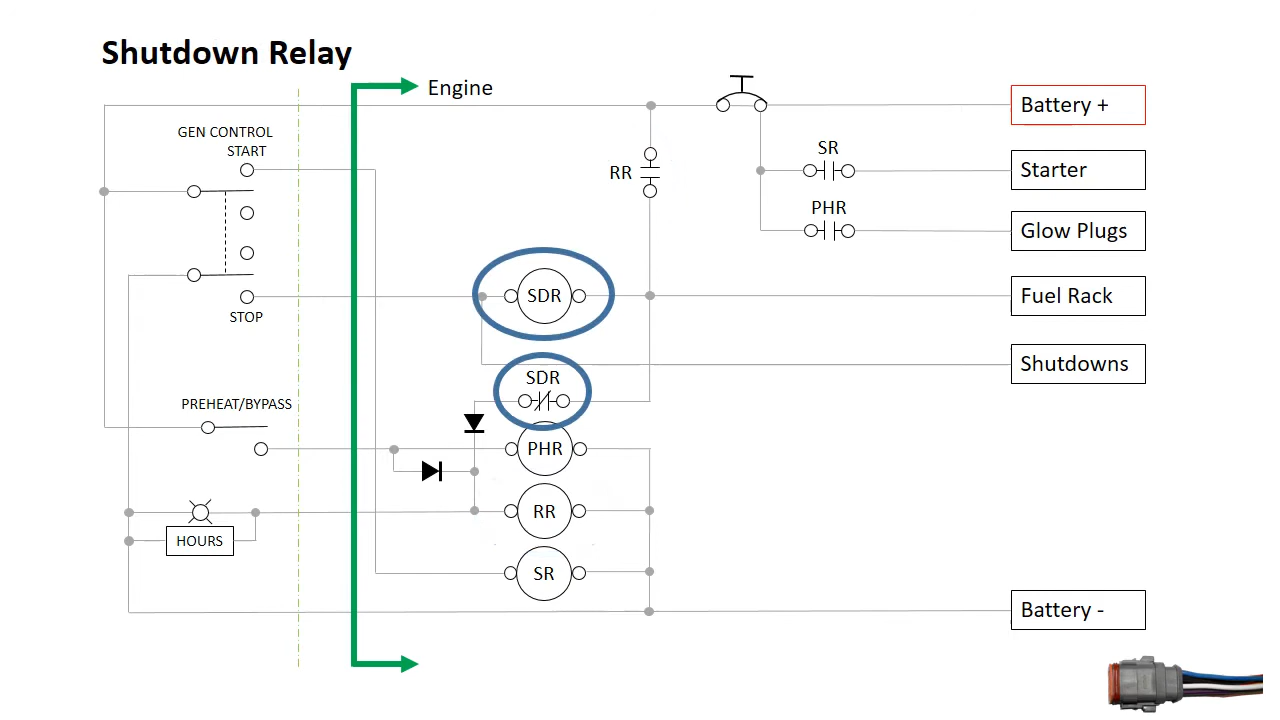 Shutdown Relay
Engine
Battery +
GEN CONTROL
START
SR
Starter
RR
PHR
Glow Plugs
SDR
Fuel Rack
STOP
Shutdowns
SDR
PREHEAT/BYPASS
PHR
RR
HOURS
SR
Battery -